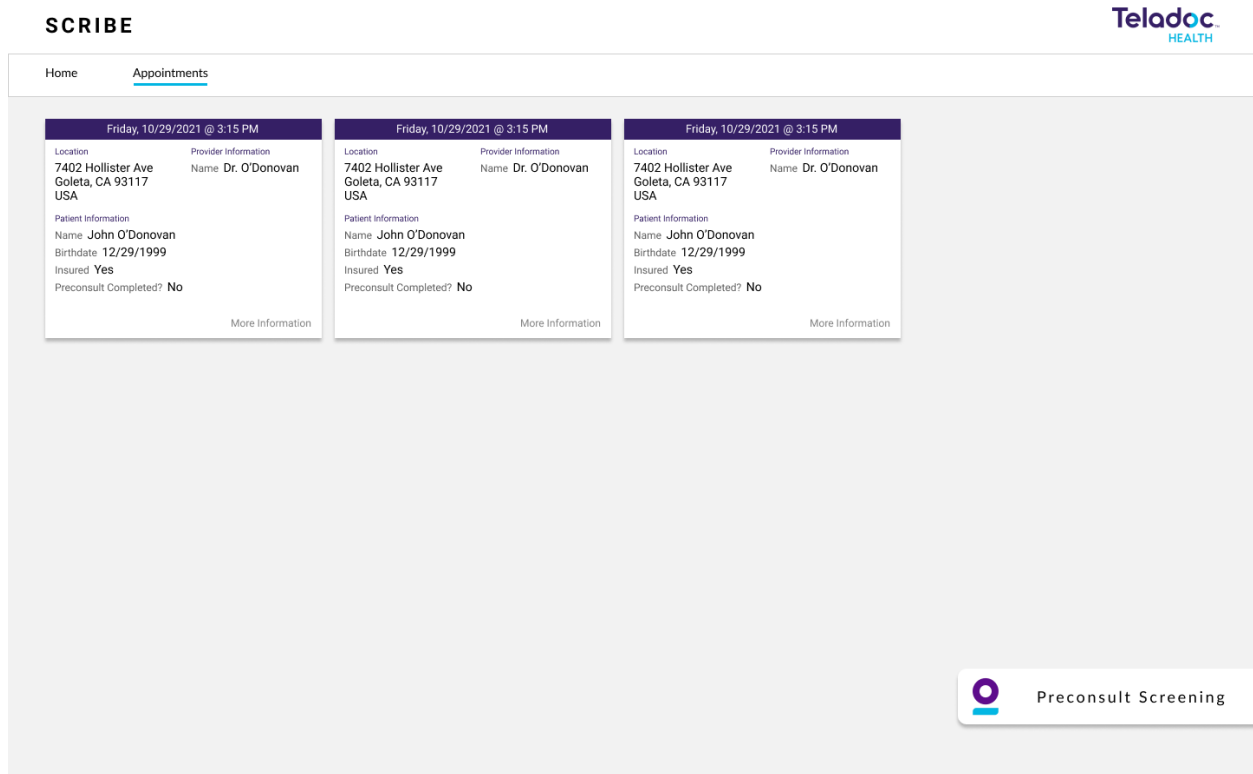 SCRIBE
Teladoc™
HEALTH
Home
Appointments
Friday, 10/29/2021 @ 3:15 PM
Location
7402 Hollister Ave
Goleta, CA 93117
USA
Provider Information
Name Dr. O'Donovan
Patient Information
Name John O'Donovan
Birthdate 12/29/1999
Insured Yes
Preconsult Completed? No
More Information
Friday, 10/29/2021 @ 3:15 PM
Location
7402 Hollister Ave
Goleta, CA 93117
USA
Provider Information
Name Dr. O'Donovan
Patient Information
Name John O'Donovan
Birthdate 12/29/1999
Insured Yes
Preconsult Completed? No
More Information
Friday, 10/29/2021 @ 3:15 PM
Location
7402 Hollister Ave
Goleta, CA 93117
USA
Provider Information
Name Dr. O'Donovan
Patient Information
Name John O'Donovan
Birthdate 12/29/1999
Insured Yes
Preconsult Completed? No
More Information
Preconsult Screening